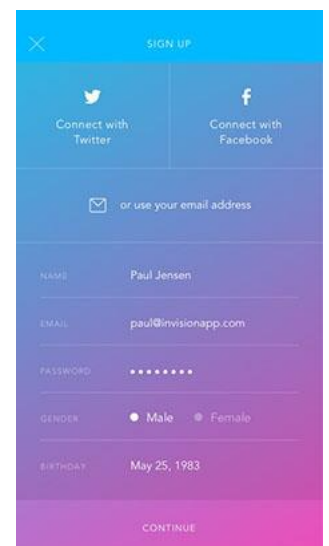 SIGN UP
Connect with
Twitter
Connect with
Facebook
or use your email address
NAME Paul Jensen
EMAIL paul@invisionapp.com
PASSWORD
GENDER Male Female
BIRTHDAY May 25, 1983
CONTINUE